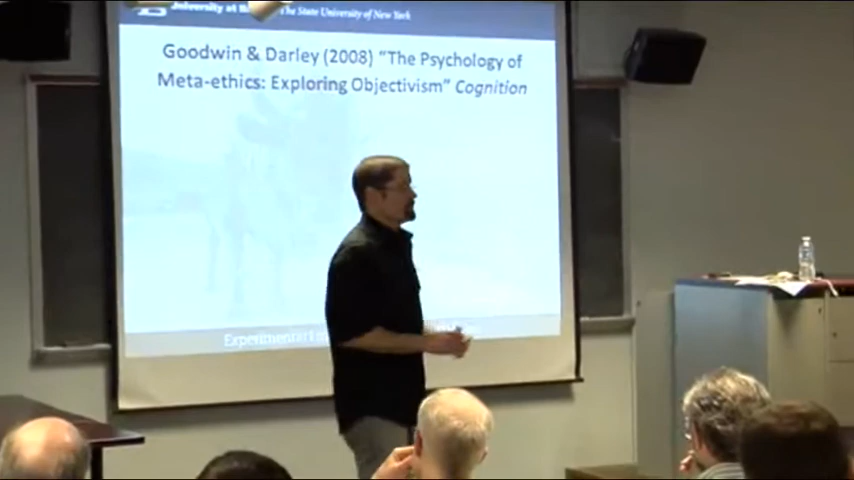 University at The State University of New York
Goodwin & Darley (2008) "The Psychology of
Meta-ethics: Exploring Objectivism" Cognition